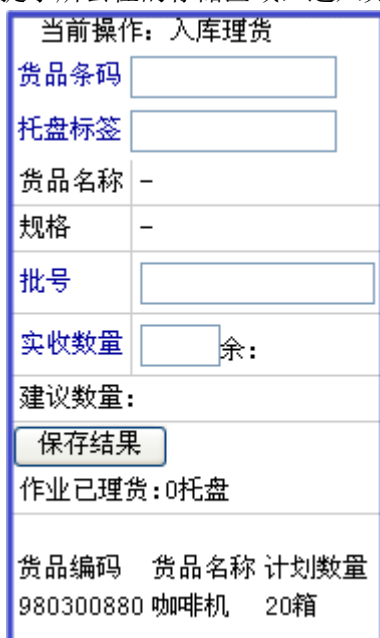 当前操作：入库理货
货品条码
托盘标签
货品名称 –
规格 –
批号
实收数量 余：
建议数量：
保存结果
作业已理货:0托盘
货品编码 货品名称 计划数量
980300880 咖啡机 20箱